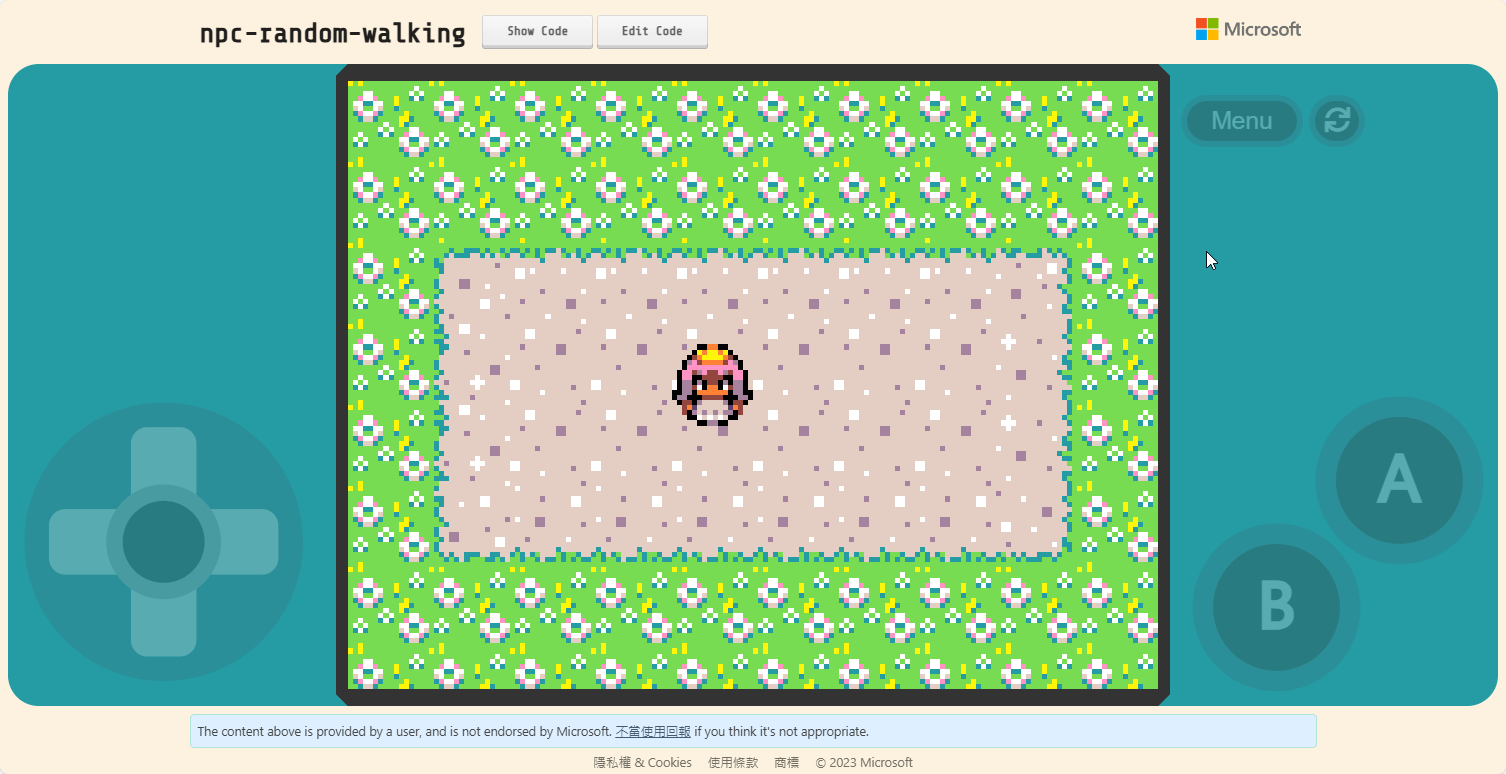 npc-random-walking Show Code Edit Code Microsoft
Menu
A
B
The content above is provided by a user, and is not endorsed by Microsoft. 不當使用回報 if you think it's not appropriate.
隱私權 & Cookies 使用條款 商標 © 2023 Microsoft